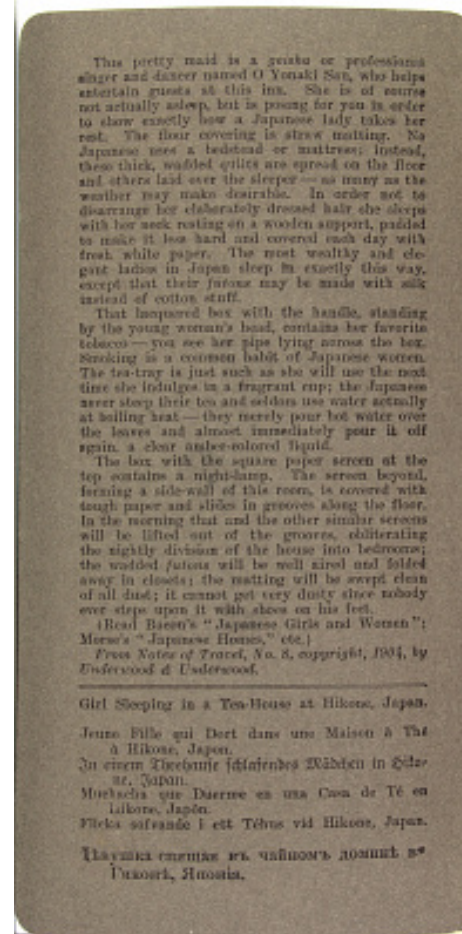 This pretty maid is a geisha or professional
singer and dancer named O Yonaki San, who helps
entertain guests at this inn. She is of course
not actually asleep, but is posing for you in order
to show exactly how a Japanese lady takes her
rest. The floor covering is straw matting. No
Japanese uses a bedstead or mattress; instead,
these thick, wadded quilts are spread on the floor
and others laid over the sleeper — as many as the
weather may make desirable. In order not to
disarrange her elaborately dressed hair she sleeps
with her neck resting on a wooden support, padded
to make it less hard and covered each day with
fresh white paper. The most wealthy and ele-
gant ladies in Japan sleep in exactly this way,
except that their futons may be made with silk
instead of cotton stuff.
That lacquered box with the handle, standing
by the young woman's head, contains her favorite
tobacco — you see her pipe lying across the box.
Smoking is a common habit of Japanese women.
The tea-tray is just such as she will use the next
time she indulges in a fragrant cup; the Japanese
never steep their tea and seldom use water actually
at boiling heat — they merely pour hot water over
the leaves and almost immediately pour it off
again, a clear amber-colored liquid.
The box with the square paper screen at the
top contains a night-lamp. The screen beyond,
forming a side-wall of this room, is covered with
tough paper and slides in grooves along the floor.
In the morning that and the other similar screens
will be lifted out of the grooves, obliterating
the nightly division of the house into bedrooms;
the wadded futons will be well aired and folded
away in closets; the matting will be swept clean
of all dust; it cannot get very dusty since nobody
ever steps upon it with shoes on his feet.
(Read Bacon's "Japanese Girls and Women";
Morse's "Japanese Homes," etc.)
From Notes of Travel, No. 8, copyright, 1904, by
Underwood & Underwood.
Girl Sleeping in a Tea-House at Hikone, Japan.
Jeune Fille qui Dort dans une Maison à Thé
à Hikone, Japon.
In einem Theehause schlafendes Mädchen in Hiko-
ne, Japan.
Muchacha que Duerme en una Casa de Té en
Hikone, Japón.
Flicka sofvande i ett Téhus vid Hikone, Japan.
Дѣвушка спящая въ чайномъ домикѣ въ
Гиконѣ, Японія.